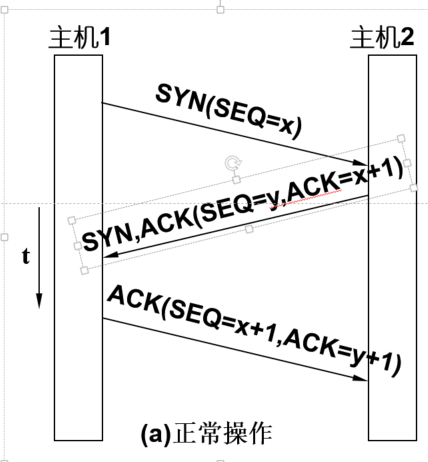 主机1
主机2
SYN(SEQ=x)
SYN,ACK(SEQ=y,ACK=x+1)
t
ACK(SEQ=x+1,ACK=y+1)
(a)正常操作